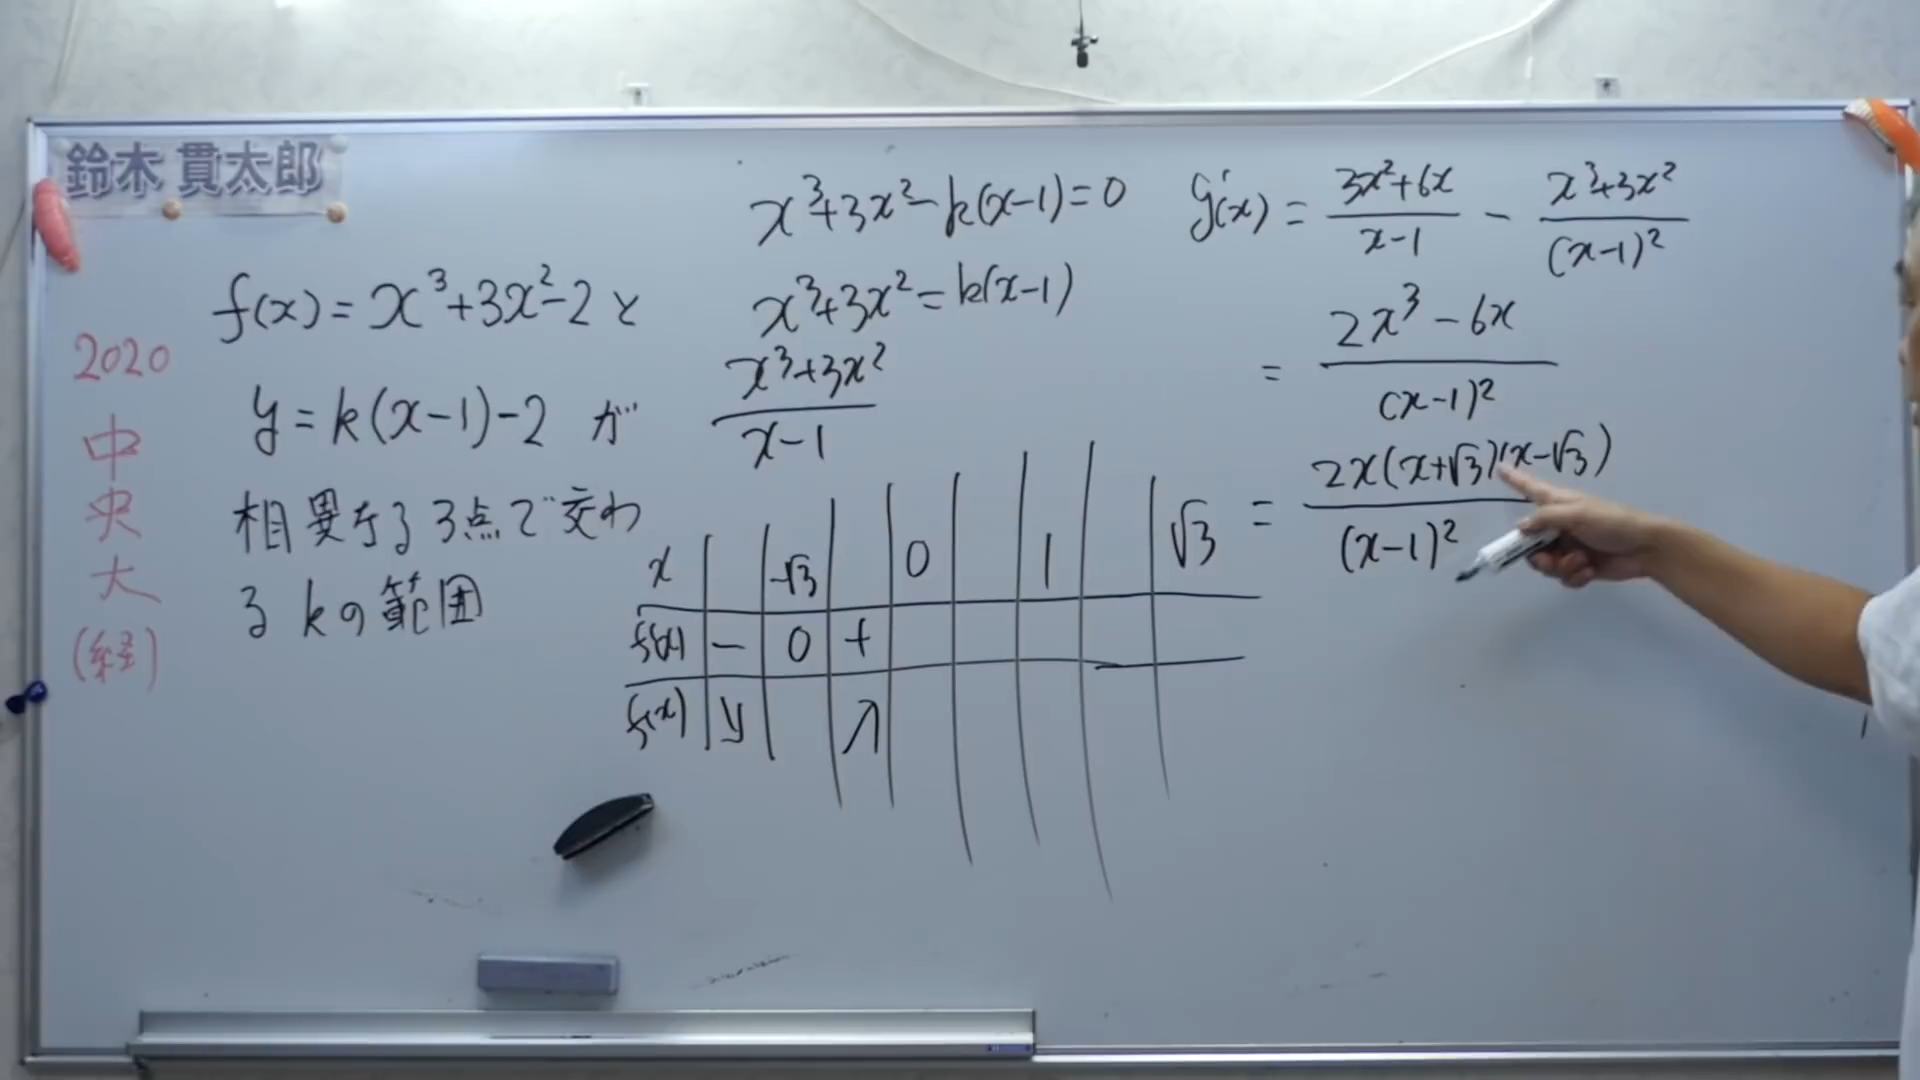 鈴木貫太郎
2020
中央大
(経)
f(x)=x³+3x²-2と
y=k(x-1)-2 が
相異なる3点で交わ
るkの範囲
x³+3x²-k(x-1)=0
x³+3x²=k(x-1)
x³+3x²/x-1
g'(x)=3x²+6x/x-1 - x³+3x²/(x-1)²
=2x³-6x/(x-1)²
=2x(x+√3)(x-√3)/(x-1)²
x -√3 0 1 √3
f'(x) - 0 +
f(x) ↘ ↗